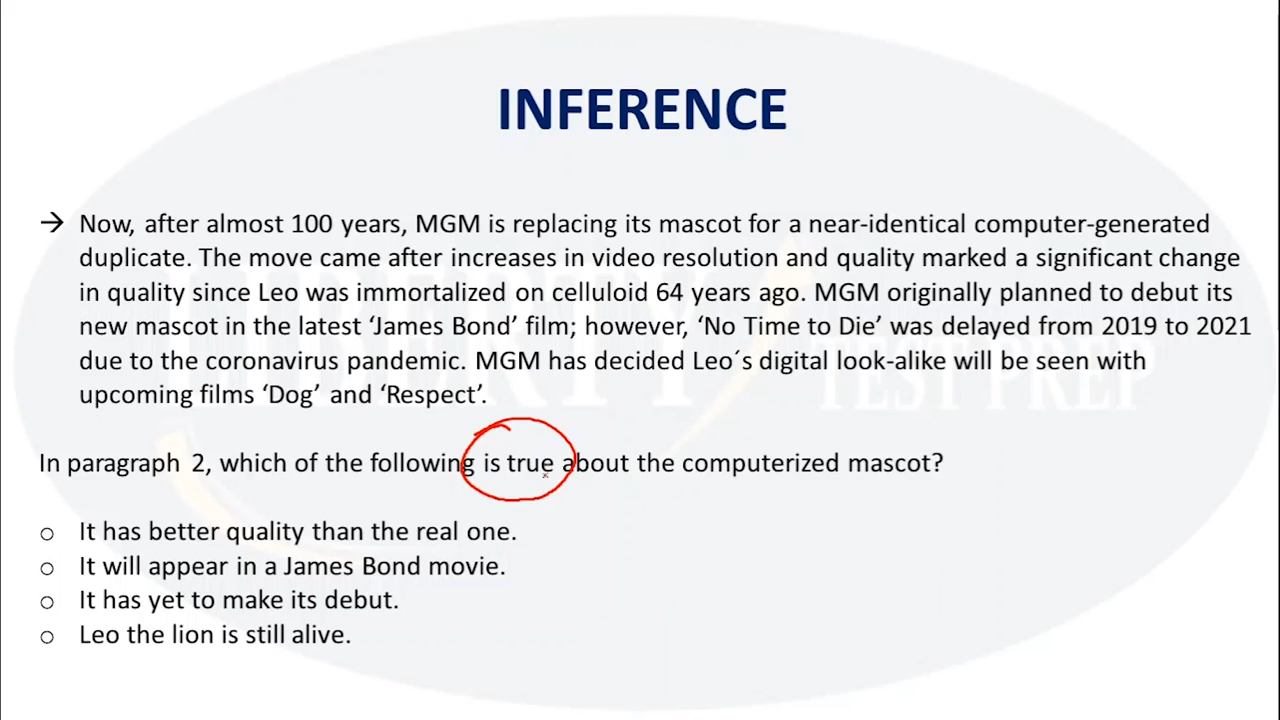 INFERENCE
→ Now, after almost 100 years, MGM is replacing its mascot for a near-identical computer-generated
duplicate. The move came after increases in video resolution and quality marked a significant change
in quality since Leo was immortalized on celluloid 64 years ago. MGM originally planned to debut its
new mascot in the latest ‘James Bond’ film; however, ‘No Time to Die’ was delayed from 2019 to 2021
due to the coronavirus pandemic. MGM has decided Leo´s digital look-alike will be seen with
upcoming films ‘Dog’ and ‘Respect’.
LIBERTY
TEST PREP
In paragraph 2, which of the following is true about the computerized mascot?
o It has better quality than the real one.
o It will appear in a James Bond movie.
o It has yet to make its debut.
o Leo the lion is still alive.